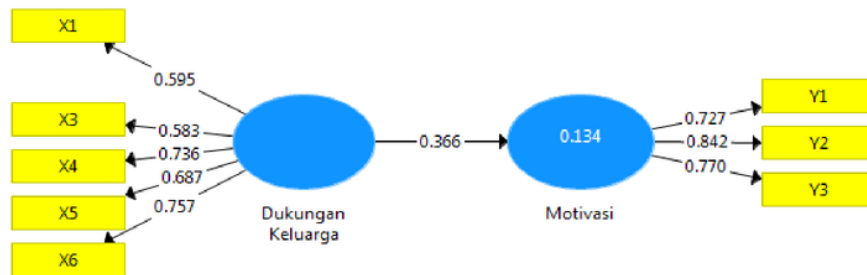 X1
0.595
X3
0.583
X4
0.736
X5
0.687
X6
0.757
Dukungan
Keluarga
0.366
0.134
Motivasi
0.727
0.842
0.770
Y1
Y2
Y3